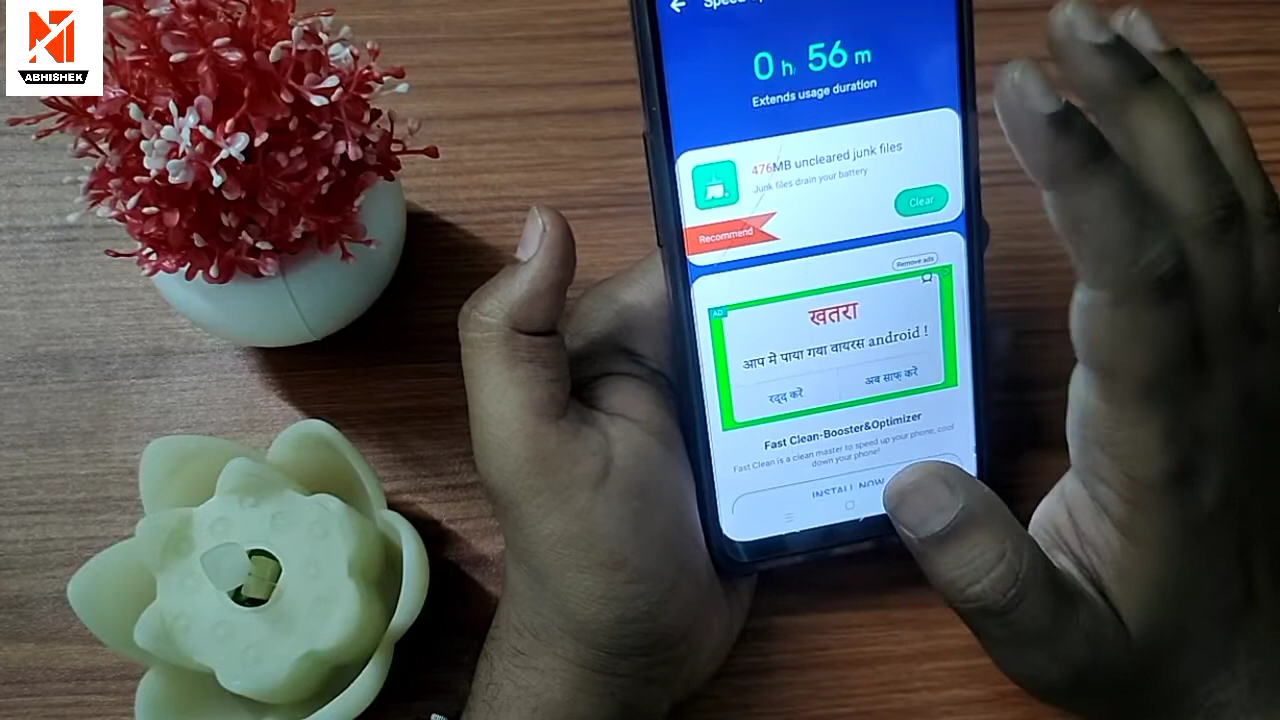 ABHISHEK
0 h 56 m
Extends usage duration
476MB uncleared junk files
Junk files drain your battery
Clear
Recommend
Remove ads
AD
खतरा
आप मे पाया गया वायरस android !
रद्द करें
अब साफ़ करें
Fast Clean-Booster&Optimizer
Fast Clean is a clean master to speed up your phone, cool
down your phone!
INSTALL NOW